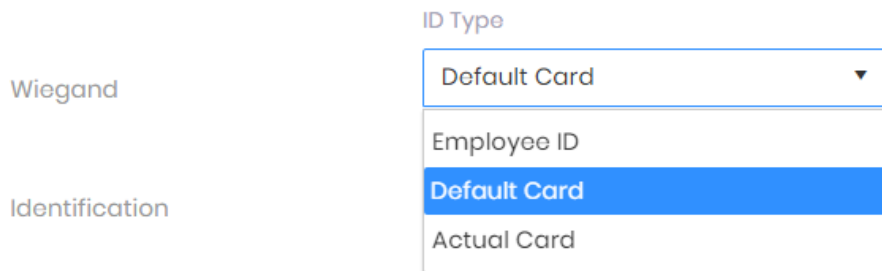 ID Type
Wiegand
Default Card
Employee ID
Default Card
Identification
Actual Card